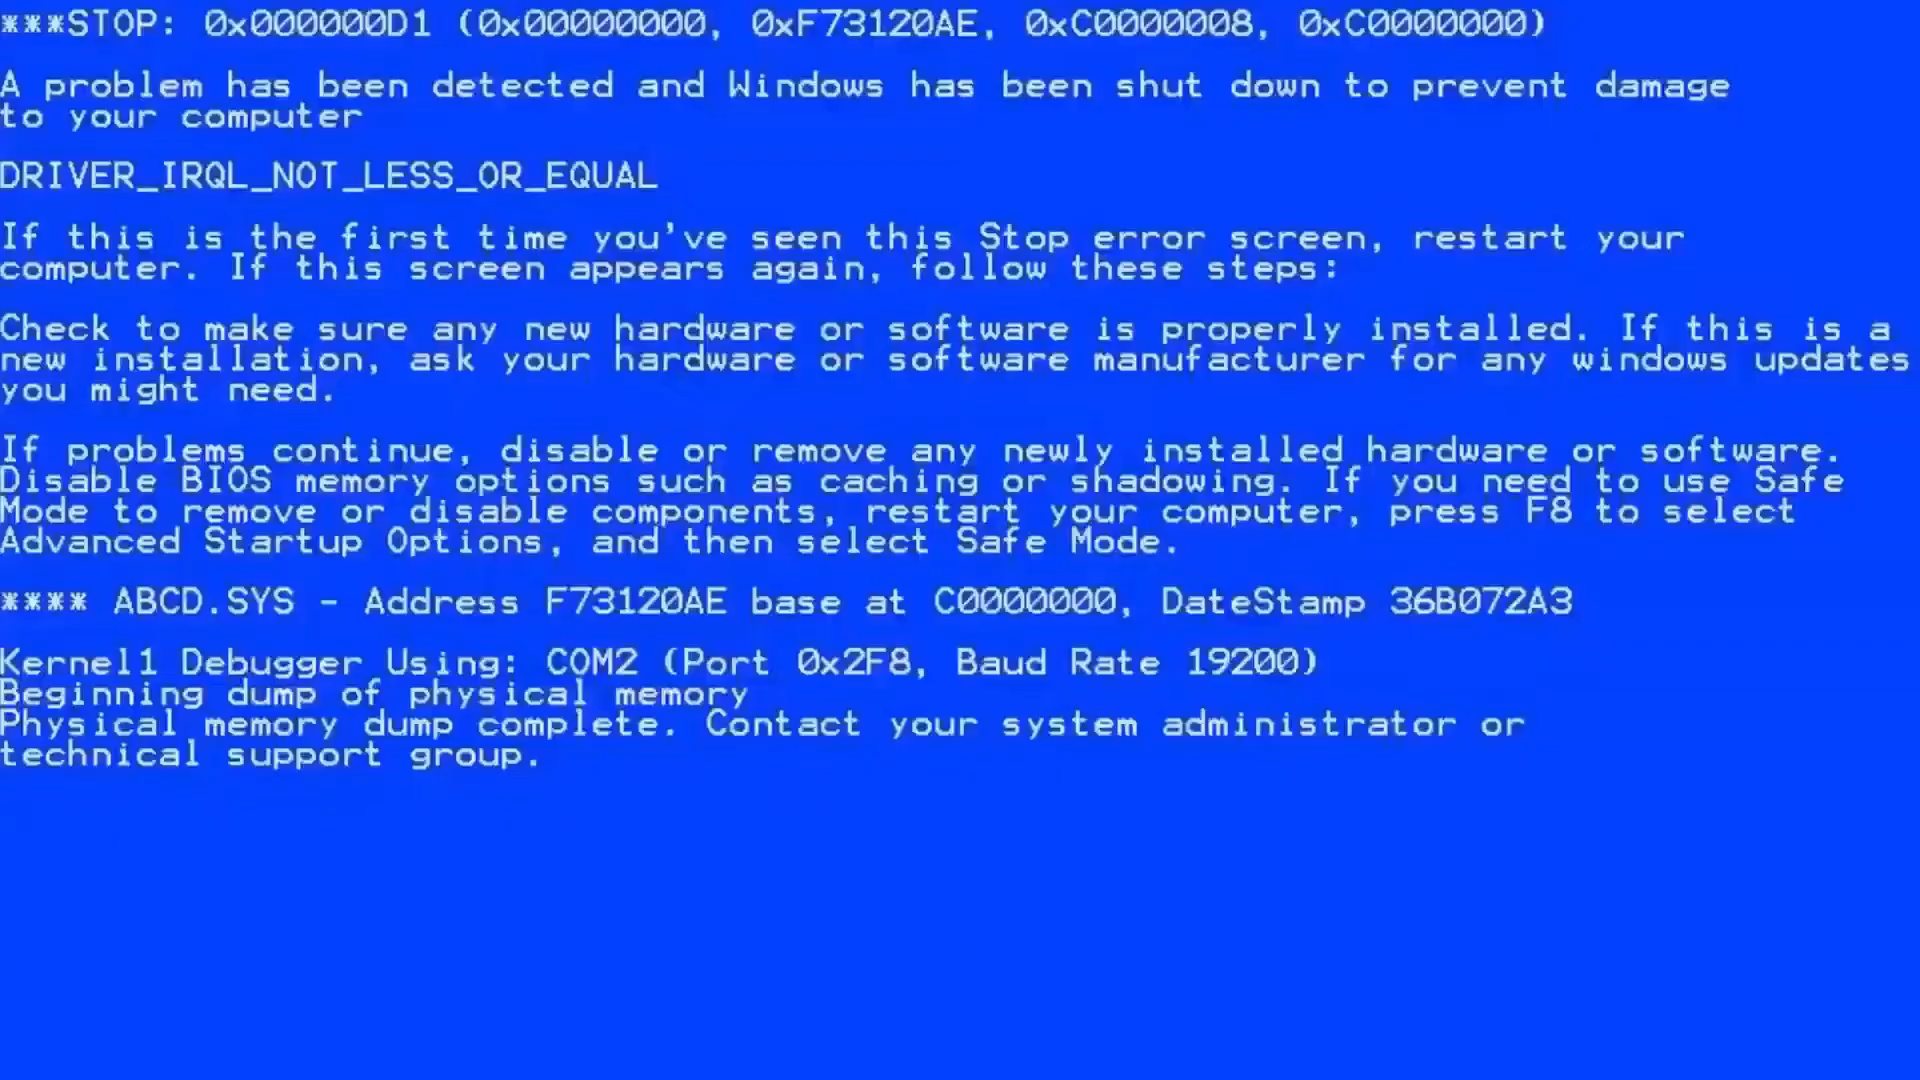 ***STOP: 0x000000D1 (0x00000000, 0xF73120AE, 0xC0000008, 0xC0000000)
A problem has been detected and Windows has been shut down to prevent damage
to your computer
DRIVER_IRQL_NOT_LESS_OR_EQUAL
If this is the first time you've seen this Stop error screen, restart your
computer. If this screen appears again, follow these steps:
Check to make sure any new hardware or software is properly installed. If this is a
new installation, ask your hardware or software manufacturer for any windows updates
you might need.
If problems continue, disable or remove any newly installed hardware or software.
Disable BIOS memory options such as caching or shadowing. If you need to use Safe
Mode to remove or disable components, restart your computer, press F8 to select
Advanced Startup Options, and then select Safe Mode.
**** ABCD.SYS - Address F73120AE base at C0000000, DateStamp 36B072A3
Kernel1 Debugger Using: COM2 (Port 0x2F8, Baud Rate 19200)
Beginning dump of physical memory
Physical memory dump complete. Contact your system administrator or
technical support group.